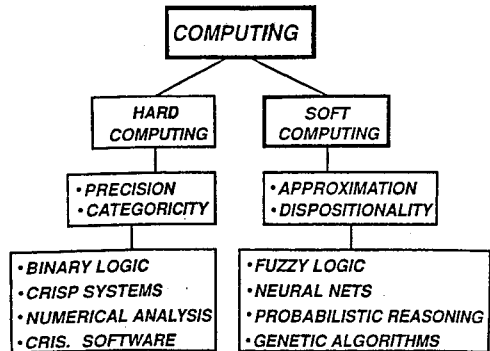 COMPUTING
HARD
COMPUTING
SOFT
COMPUTING
• PRECISION
• CATEGORICITY
• APPROXIMATION
• DISPOSITIONALITY
• BINARY LOGIC
• CRISP SYSTEMS
• NUMERICAL ANALYSIS
• CRIS. SOFTWARE
• FUZZY LOGIC
• NEURAL NETS
• PROBABILISTIC REASONING
• GENETIC ALGORITHMS